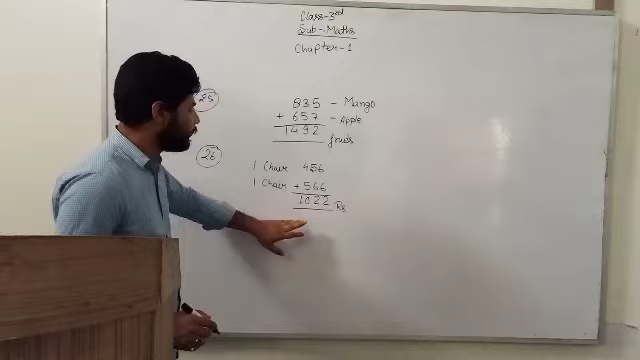 Class-3rd
Sub-Maths
Chapter-1
25
835 - Mango
+ 657 - Apple
1492 fruits
26
1 Chair 456
1 Chair + 566
1022 Rs